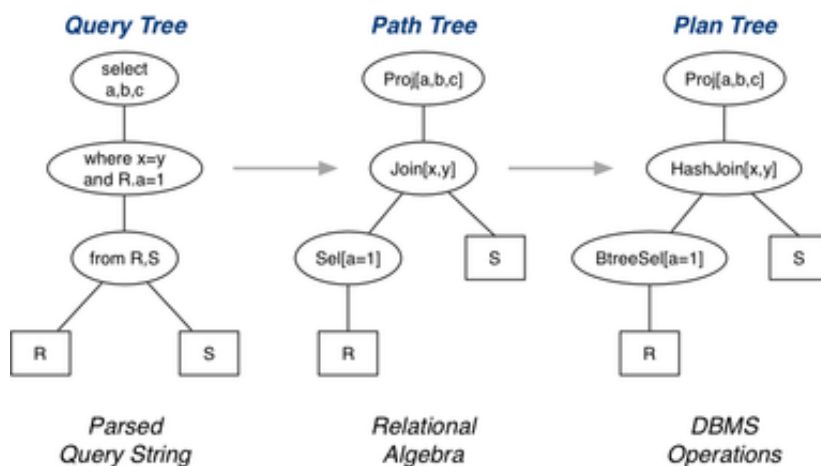 Query Tree
Path Tree
Plan Tree
select
a,b,c
Proj[a,b,c]
Proj[a,b,c]
where x=y
and R.a=1
Join[x,y]
HashJoin[x,y]
from R,S
Sel[a=1]
S
BtreeSel[a=1]
S
R
S
R
R
Parsed
Query String
Relational
Algebra
DBMS
Operations